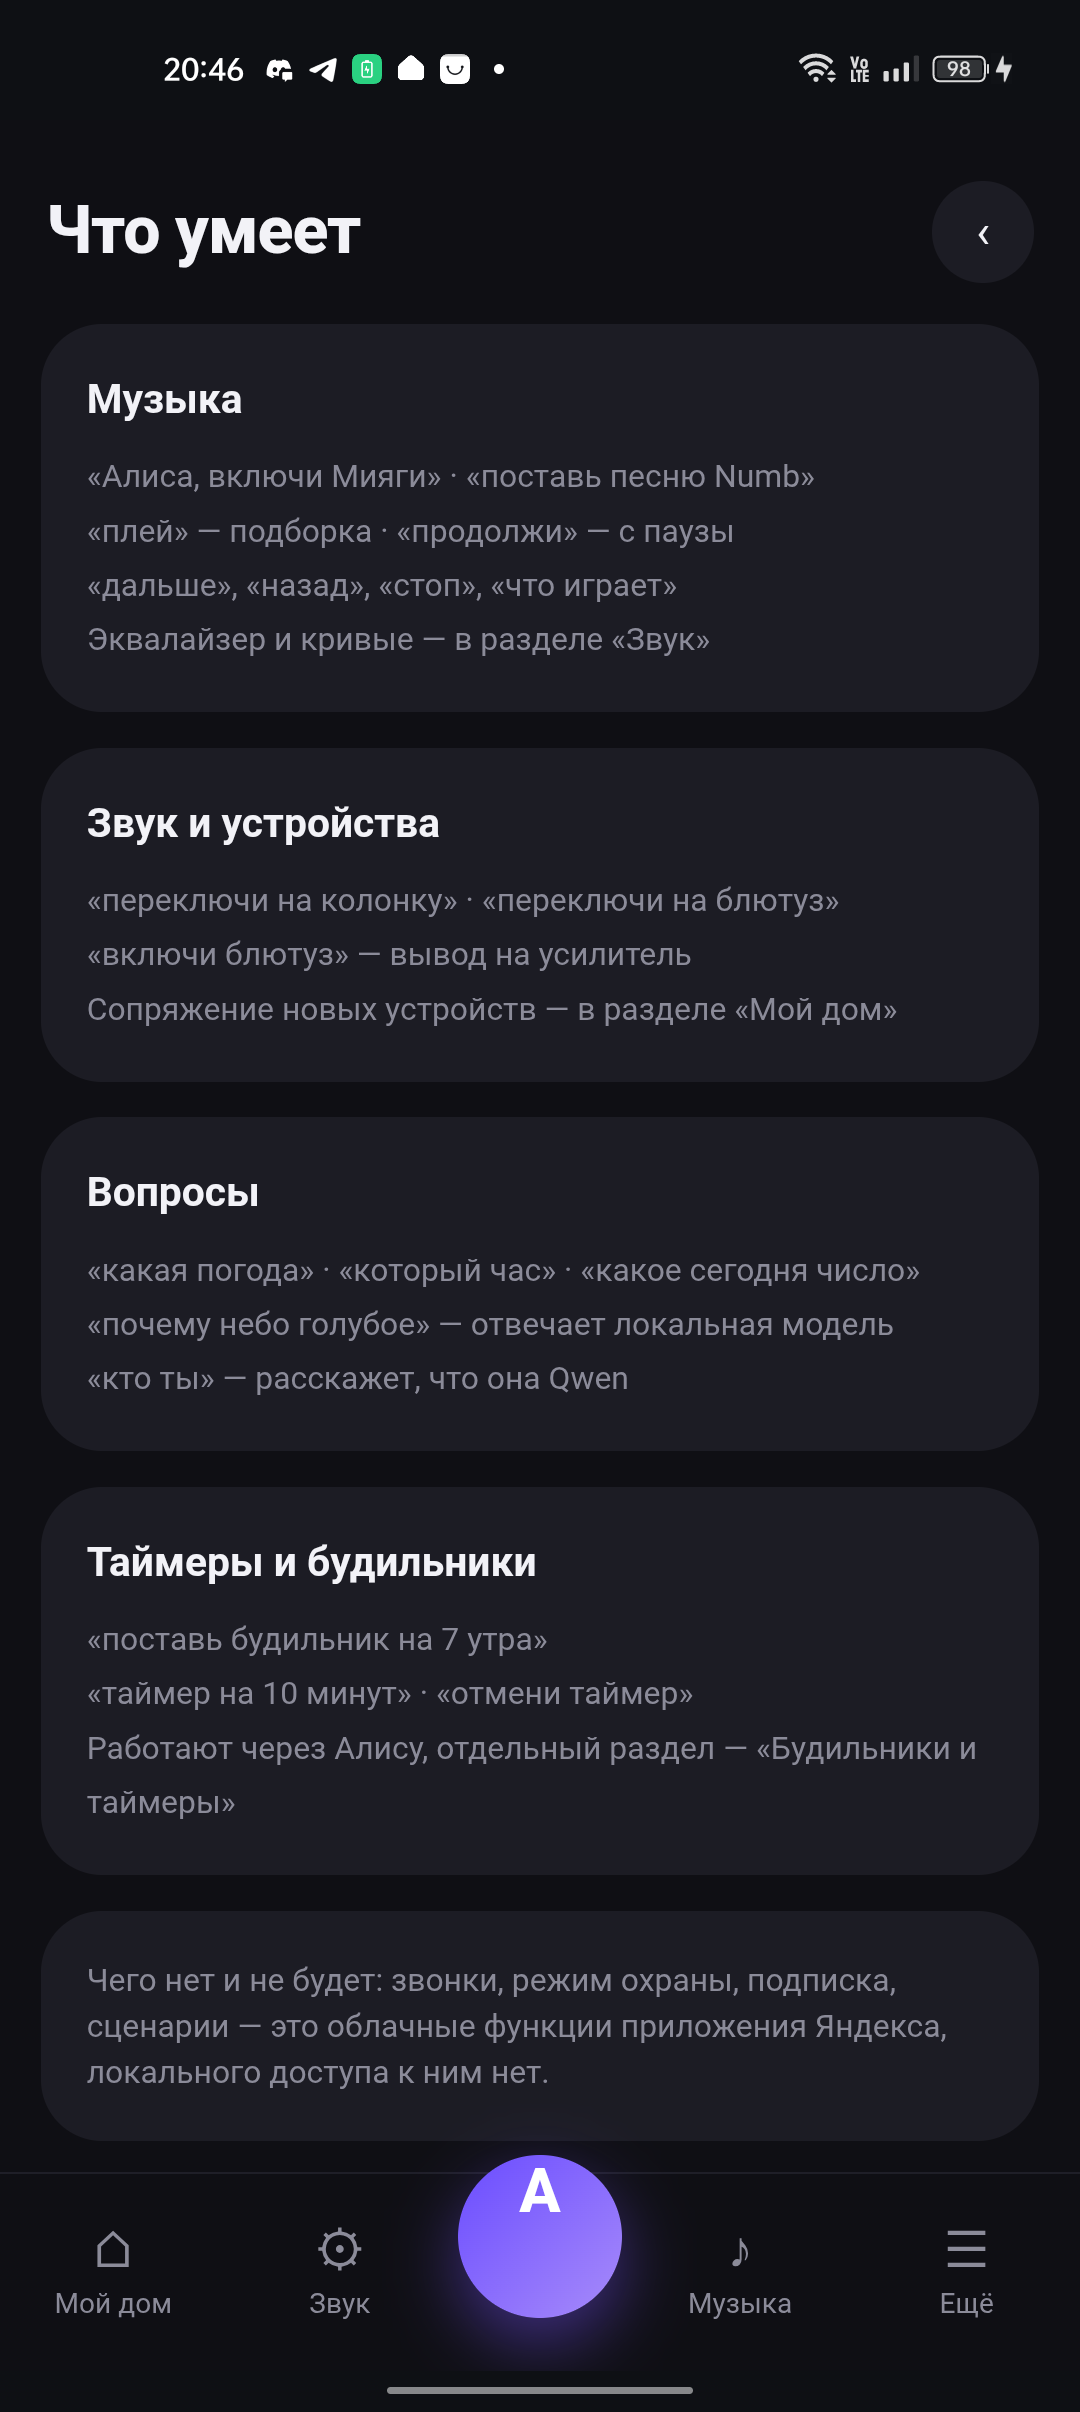 20:46
Vo LTE
98
Что умеет
Музыка
«Алиса, включи Мияги» · «поставь песню Numb»
«плей» — подборка · «продолжи» — с паузы
«дальше», «назад», «стоп», «что играет»
Эквалайзер и кривые — в разделе «Звук»
Звук и устройства
«переключи на колонку» · «переключи на блютуз»
«включи блютуз» — вывод на усилитель
Сопряжение новых устройств — в разделе «Мой дом»
Вопросы
«какая погода» · «который час» · «какое сегодня число»
«почему небо голубое» — отвечает локальная модель
«кто ты» — расскажет, что она Qwen
Таймеры и будильники
«поставь будильник на 7 утра»
«таймер на 10 минут» · «отмени таймер»
Работают через Алису, отдельный раздел — «Будильники и
таймеры»
Чего нет и не будет: звонки, режим охраны, подписка,
сценарии — это облачные функции приложения Яндекса,
локального доступа к ним нет.
А
Мой дом
Звук
Музыка
Ещё